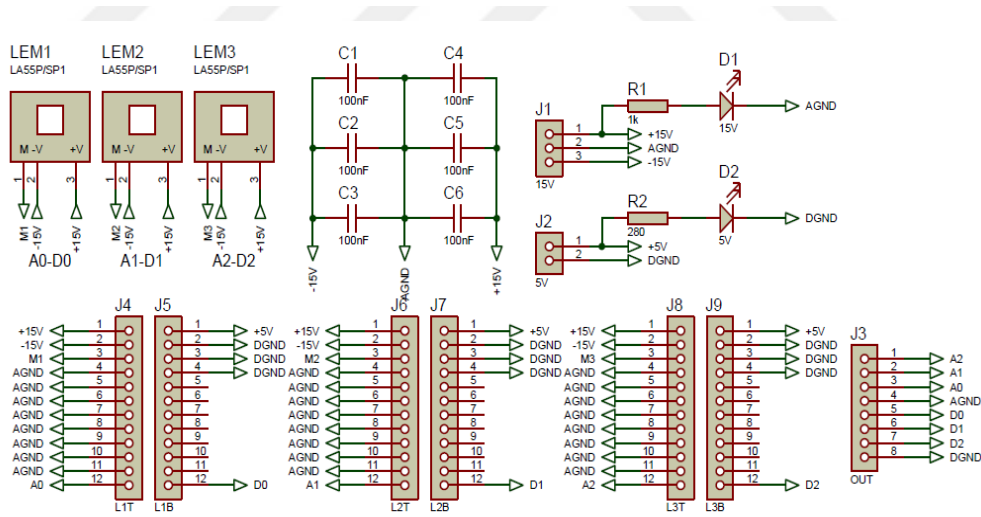 LEM1
LA55P/SP1
M -V +V
1 2 3
M1 -15V +15V
A0-D0
LEM2
LA55P/SP1
M -V +V
1 2 3
M2 -15V +15V
A1-D1
LEM3
LA55P/SP1
M -V +V
1 2 3
M3 -15V +15V
A2-D2
C1
100nF
C4
100nF
C2
100nF
C5
100nF
C3
100nF
C6
100nF
-15V AGND +15V
J1
1
2
3
15V
R1
1k
D1
15V
AGND
+15V
AGND
-15V
J2
1
2
5V
R2
280
D2
5V
DGND
+5V
DGND
J4
+15V 1
-15V 2
M1 3
AGND 4
AGND 5
AGND 6
AGND 7
AGND 8
AGND 9
AGND 10
AGND 11
A0 12
L1T
J5
1 +5V
2 DGND
3 DGND
4 DGND
5
6
7
8
9
10
11
12 D0
L1B
J6
+15V 1
-15V 2
M2 3
AGND 4
AGND 5
AGND 6
AGND 7
AGND 8
AGND 9
AGND 10
AGND 11
A1 12
L2T
J7
1 +5V
2 DGND
3 DGND
4 DGND
5
6
7
8
9
10
11
12 D1
L2B
J8
+15V 1
-15V 2
M3 3
AGND 4
AGND 5
AGND 6
AGND 7
AGND 8
AGND 9
AGND 10
AGND 11
A2 12
L3T
J9
1 +5V
2 DGND
3 DGND
4 DGND
5
6
7
8
9
10
11
12 D2
L3B
J3
1 A2
2 A1
3 A0
4 AGND
5 D0
6 D1
7 D2
8 DGND
OUT